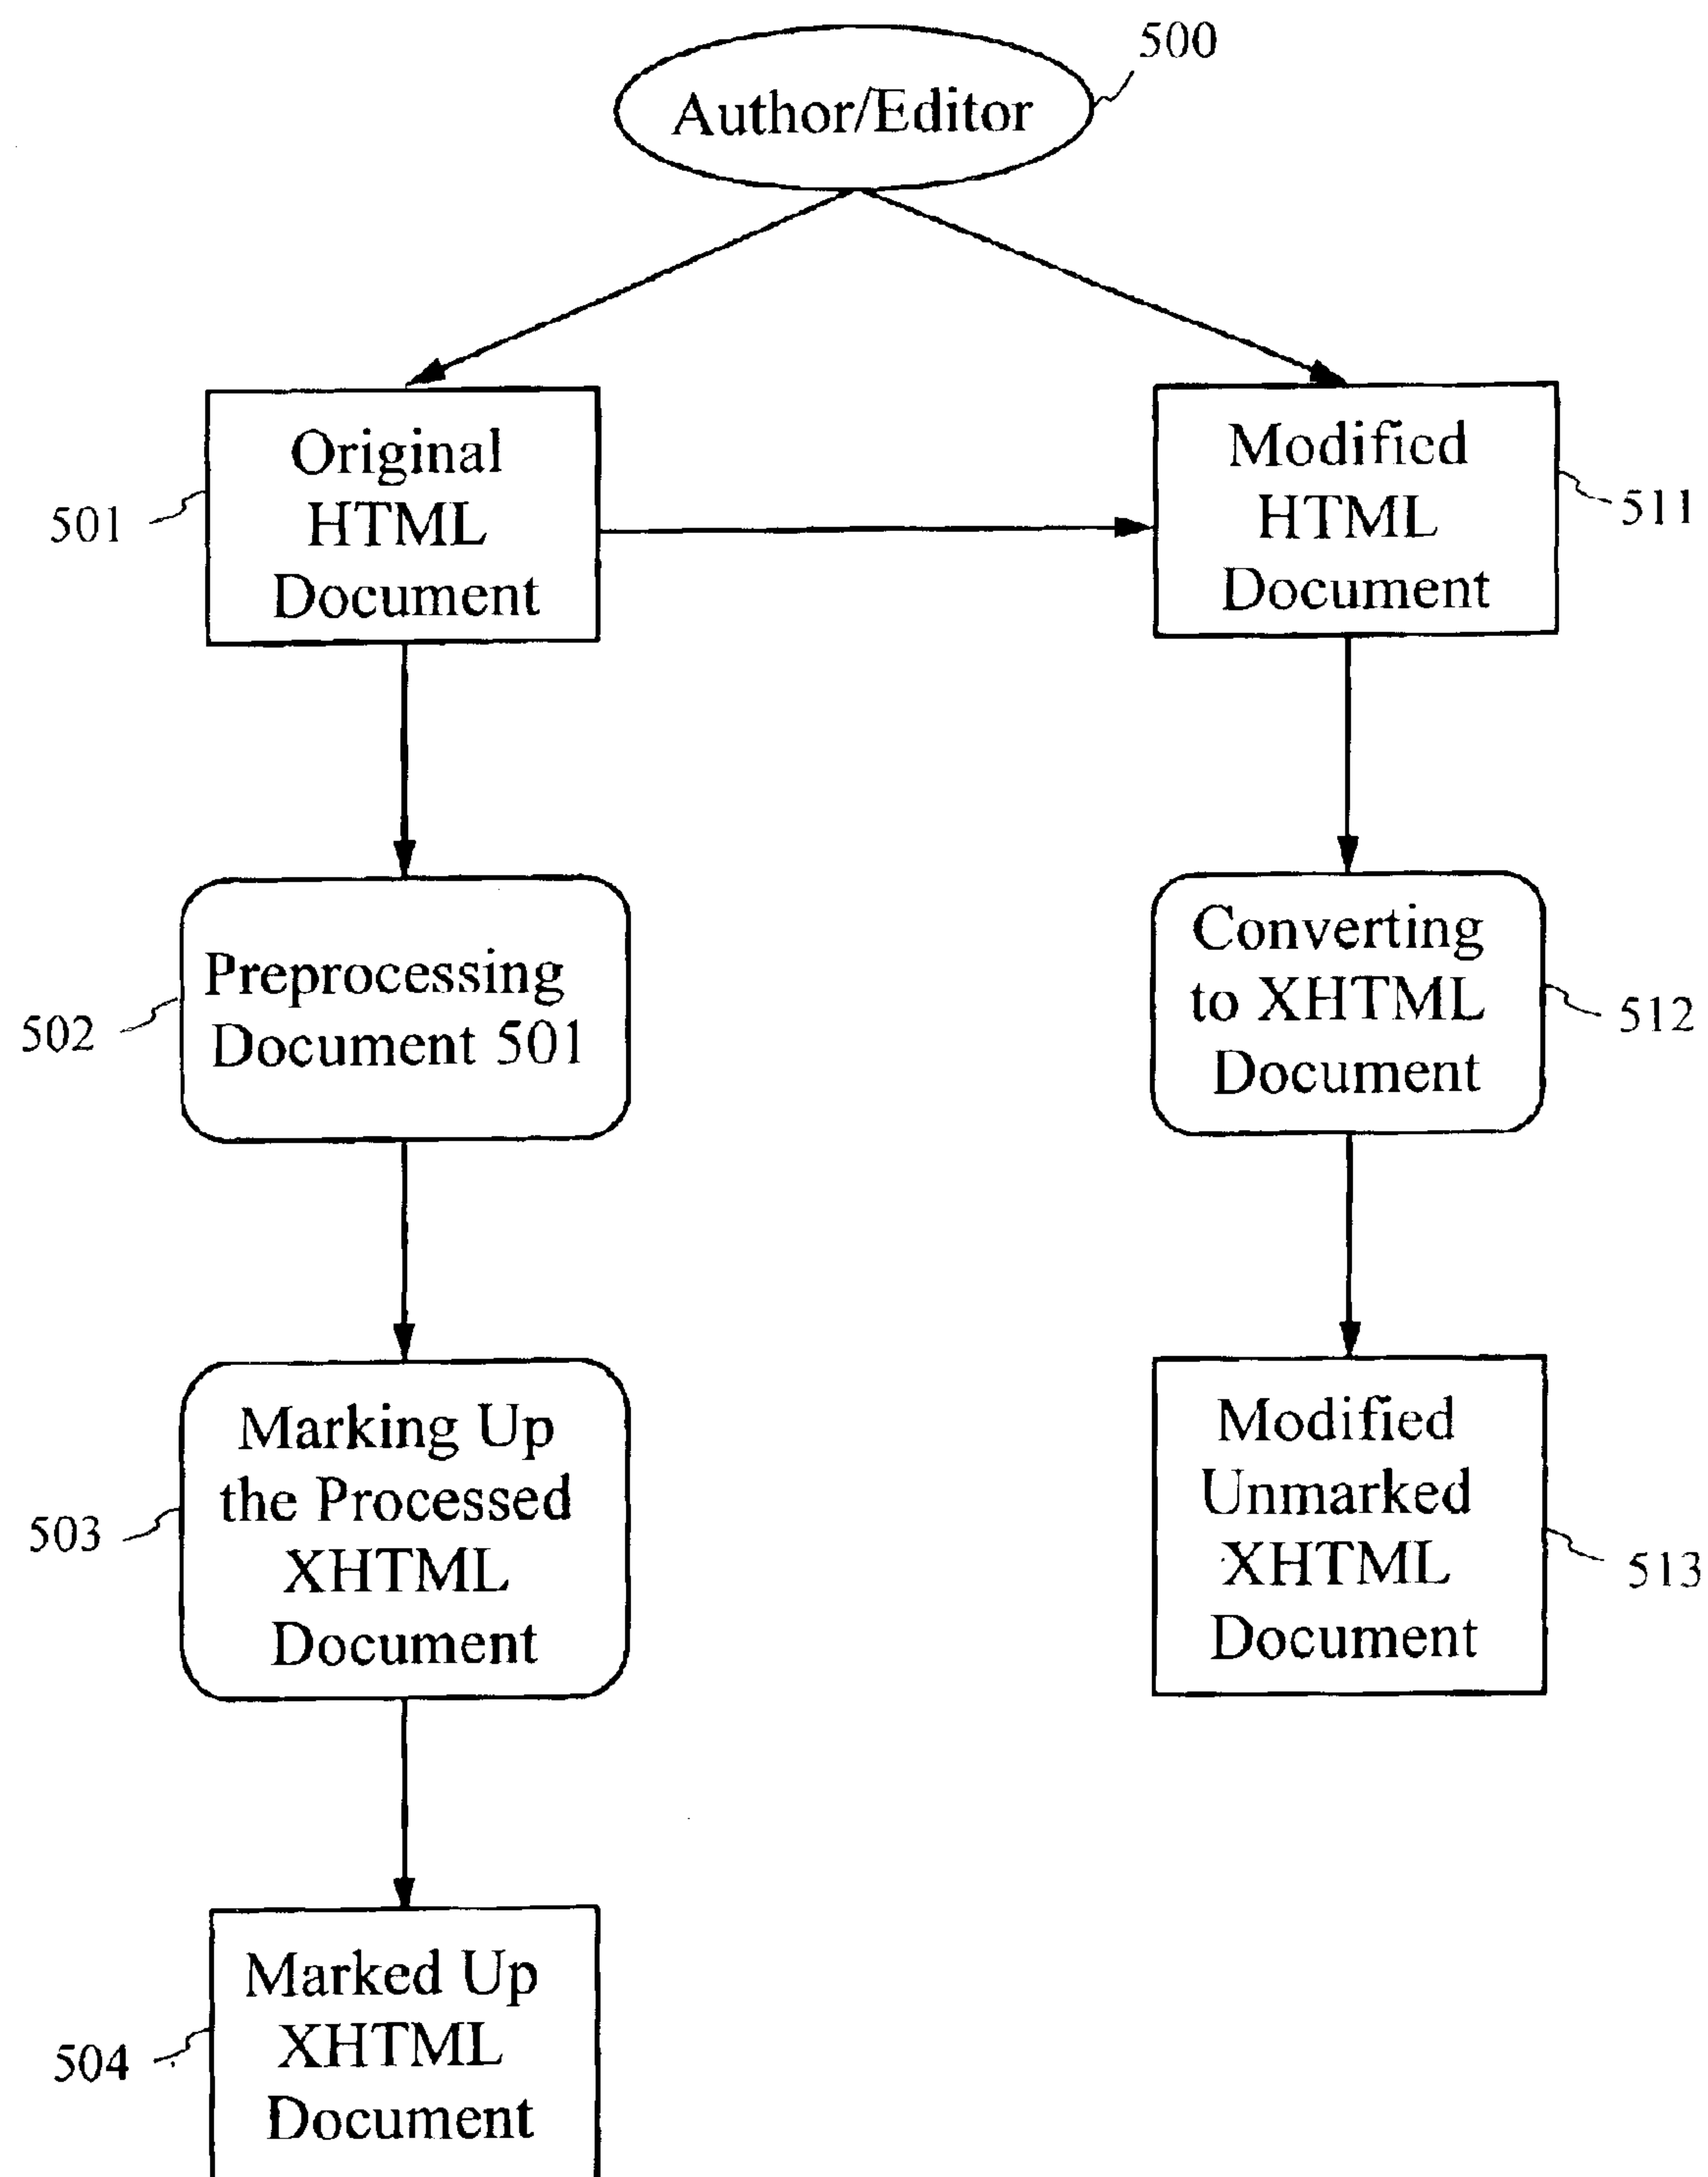 500
Author/Editor
Original
HTML
Document
501
Modified
HTML
Document
511
Preprocessing
Document 501
502
Converting
to XHTML
Document
512
Marking Up
the Processed
XHTML
Document
503
Modified
Unmarked
XHTML
Document
513
Marked Up
XHTML
Document
504